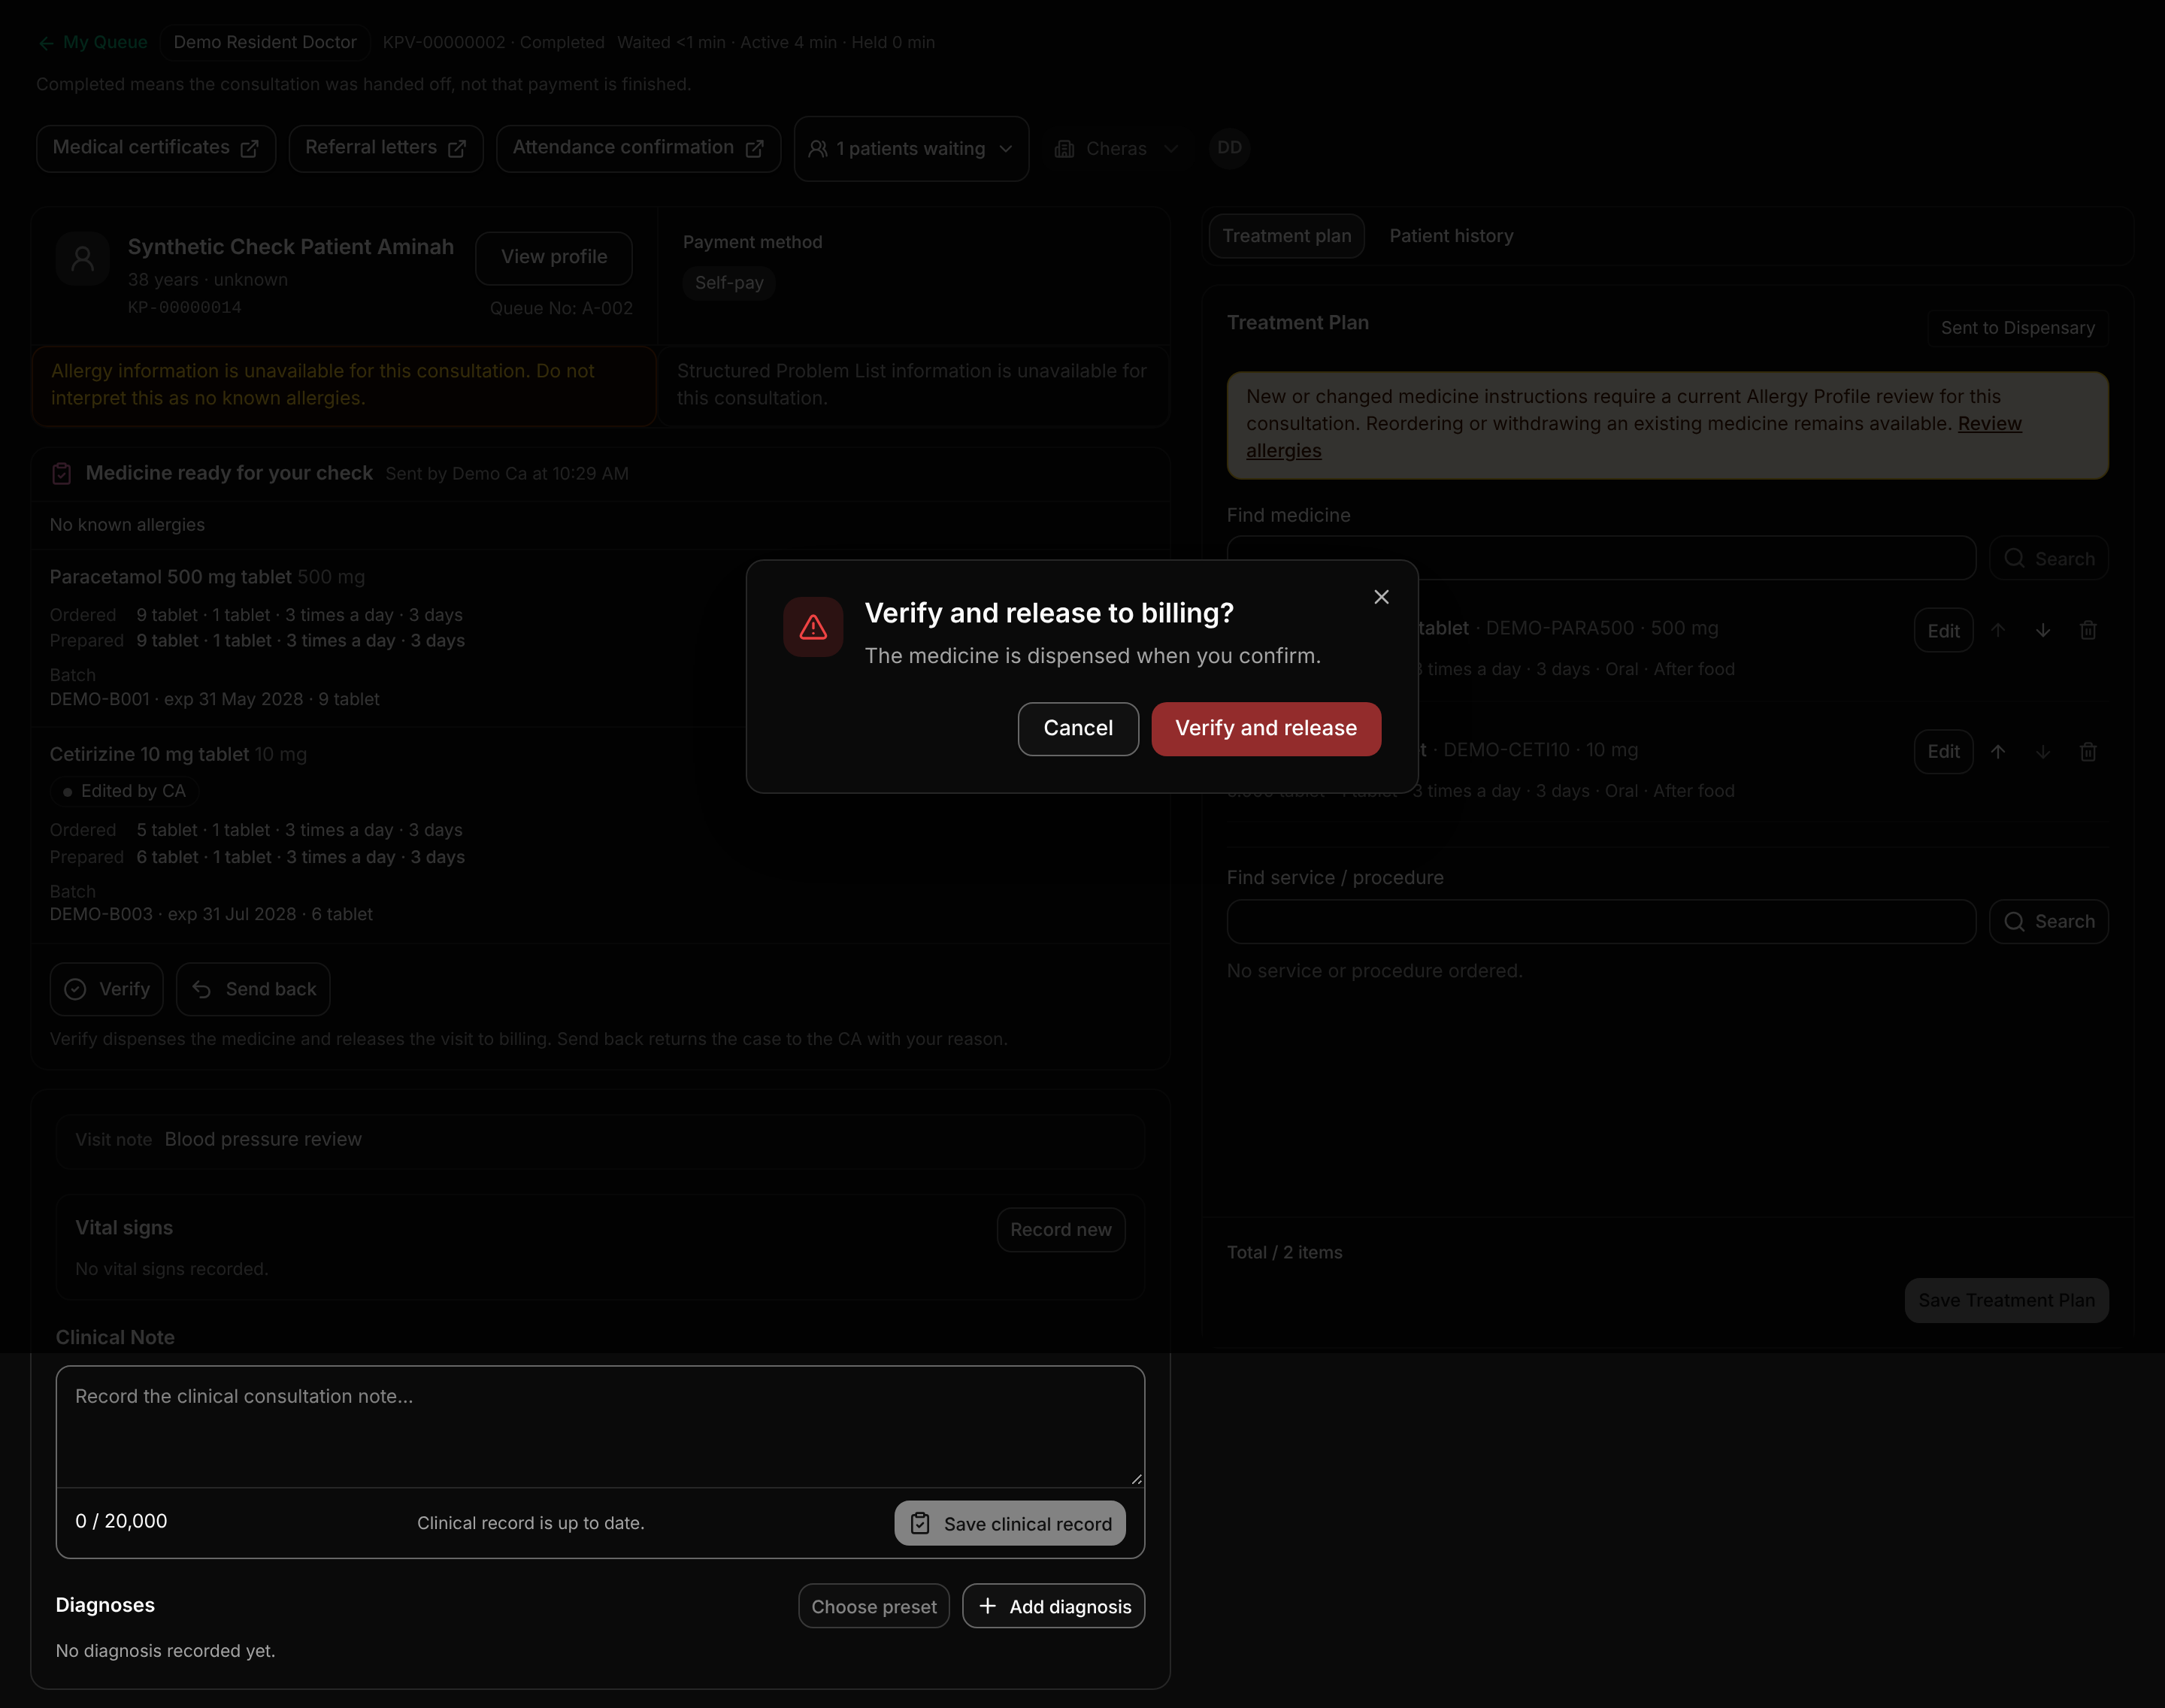 My Queue
Demo Resident Doctor
KPV-00000002 · Completed
Waited <1 min · Active 4 min · Held 0 min
Completed means the consultation was handed off, not that payment is finished.
Medical certificates
Referral letters
Attendance confirmation
1 patients waiting
Cheras
DD
Synthetic Check Patient Aminah
38 years · unknown
KP-00000014
View profile
Queue No: A-002
Payment method
Self-pay
Allergy information is unavailable for this consultation. Do not
interpret this as no known allergies.
Structured Problem List information is unavailable for
this consultation.
Medicine ready for your check
Sent by Demo Ca at 10:29 AM
No known allergies
Paracetamol 500 mg tablet 500 mg
Ordered 9 tablet · 1 tablet · 3 times a day · 3 days
Prepared 9 tablet · 1 tablet · 3 times a day · 3 days
Batch
DEMO-B001 · exp 31 May 2028 · 9 tablet
Cetirizine 10 mg tablet 10 mg
Edited by CA
Ordered 5 tablet · 1 tablet · 3 times a day · 3 days
Prepared 6 tablet · 1 tablet · 3 times a day · 3 days
Batch
DEMO-B003 · exp 31 Jul 2028 · 6 tablet
Verify
Send back
Verify dispenses the medicine and releases the visit to billing. Send back returns the case to the CA with your reason.
Visit note Blood pressure review
Vital signs
Record new
No vital signs recorded.
Clinical Note
Record the clinical consultation note...
0 / 20,000
Clinical record is up to date.
Save clinical record
Diagnoses
Choose preset
Add diagnosis
No diagnosis recorded yet.
Verify and release to billing?
The medicine is dispensed when you confirm.
Cancel
Verify and release
Treatment plan
Patient history
Treatment Plan
Sent to Dispensary
New or changed medicine instructions require a current Allergy Profile review for this
consultation. Reordering or withdrawing an existing medicine remains available. Review
allergies
Find medicine
Search
tablet · DEMO-PARA500 · 500 mg
Edit
times a day · 3 days · Oral · After food
· DEMO-CETI10 · 10 mg
Edit
3 times a day · 3 days · Oral · After food
Find service / procedure
Search
No service or procedure ordered.
Total / 2 items
Save Treatment Plan